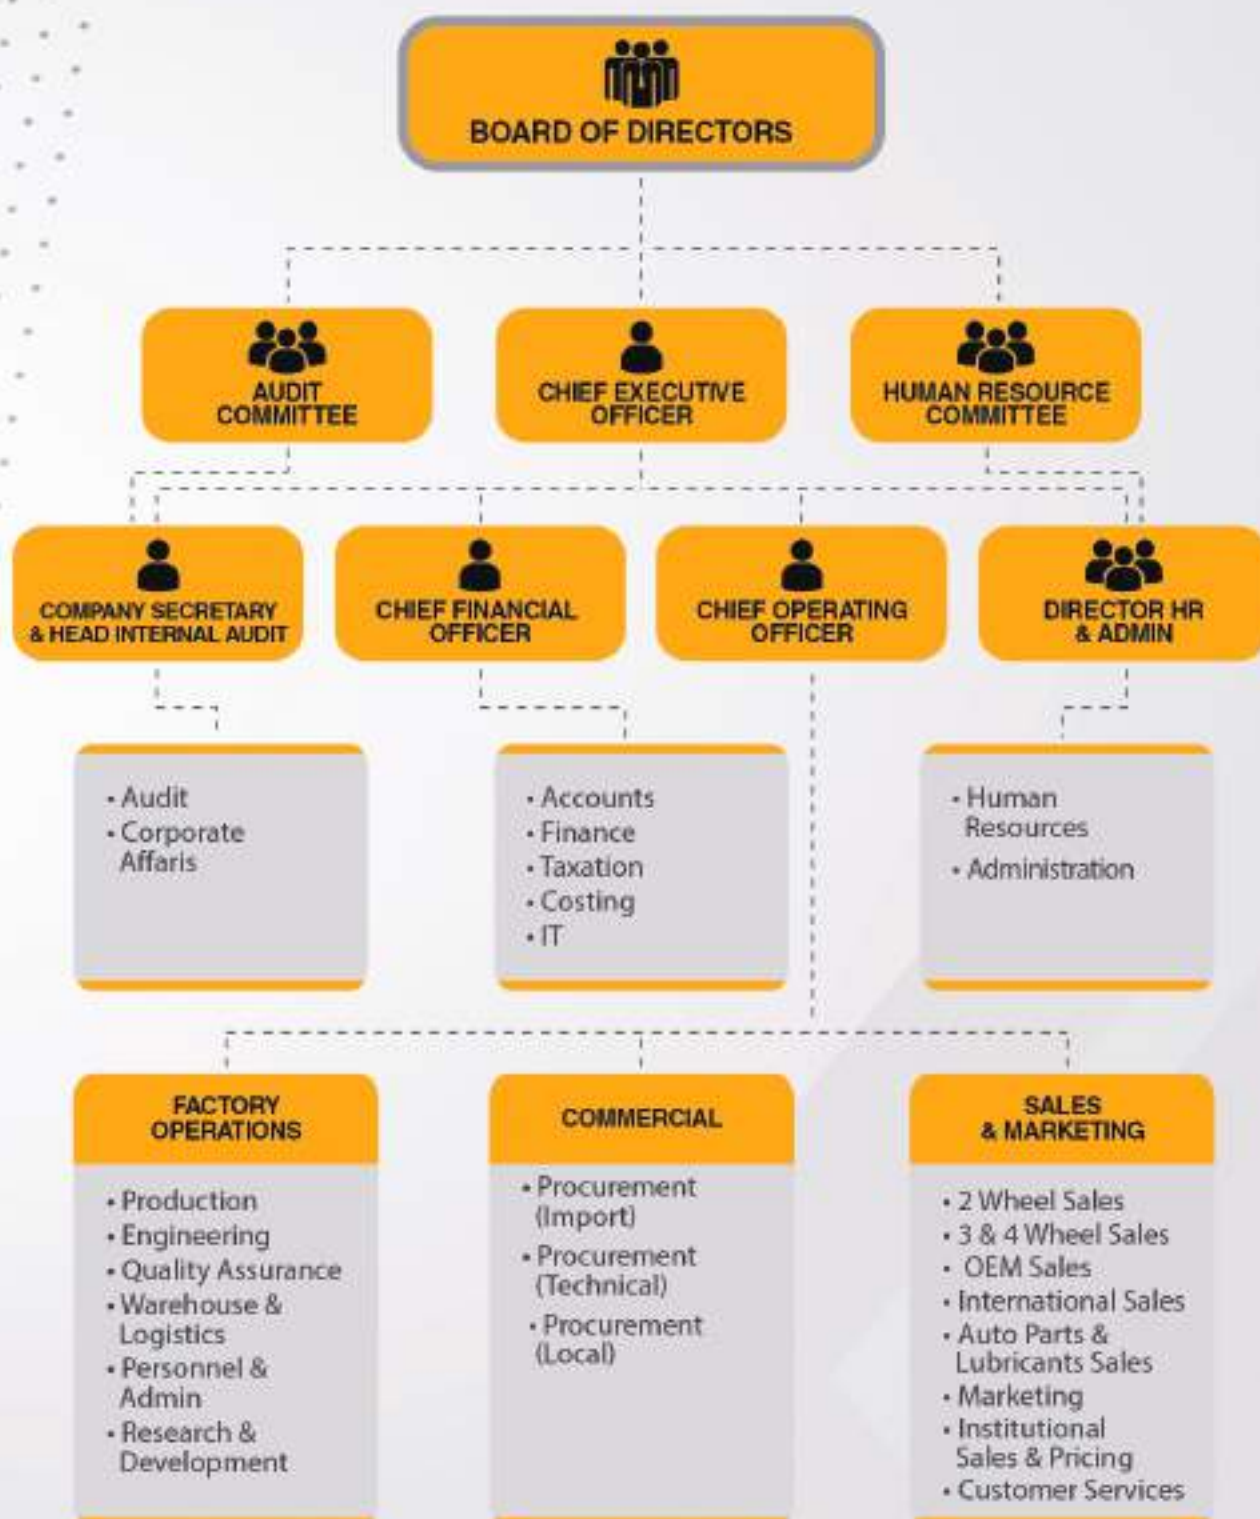 BOARD OF DIRECTORS
AUDIT
COMMITTEE
CHIEF EXECUTIVE
OFFICER
HUMAN RESOURCE
COMMITTEE
COMPANY SECRETARY
& HEAD INTERNAL AUDIT
CHIEF FINANCIAL
OFFICER
CHIEF OPERATING
OFFICER
DIRECTOR HR
& ADMIN
• Audit
• Corporate
Affaris
• Accounts
• Finance
• Taxation
• Costing
• IT
• Human
Resources
• Administration
FACTORY
OPERATIONS
• Production
• Engineering
• Quality Assurance
• Warehouse &
Logistics
• Personnel &
Admin
• Research &
Development
COMMERCIAL
• Procurement
(Import)
• Procurement
(Technical)
• Procurement
(Local)
SALES
& MARKETING
• 2 Wheel Sales
• 3 & 4 Wheel Sales
• OEM Sales
• International Sales
• Auto Parts &
Lubricants Sales
• Marketing
• Institutional
Sales & Pricing
• Customer Services